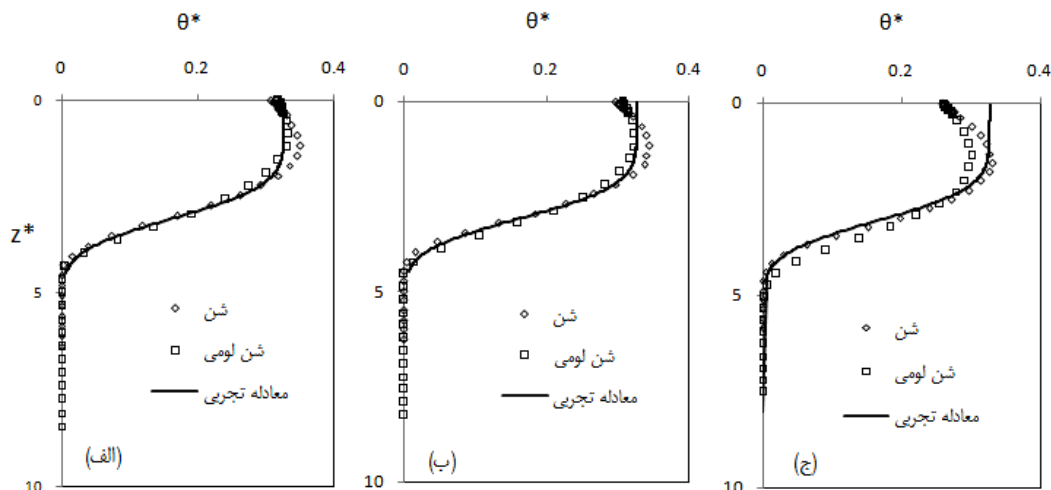 θ*
0 0.2 0.4
0
5
10
z*
شن
شن لومی
معادله تجربی
(الف)
θ*
0 0.2 0.4
0
5
10
شن
شن لومی
معادله تجربی
(ب)
θ*
0 0.2 0.4
0
5
10
شن
شن لومی
معادله تجربی
(ج)